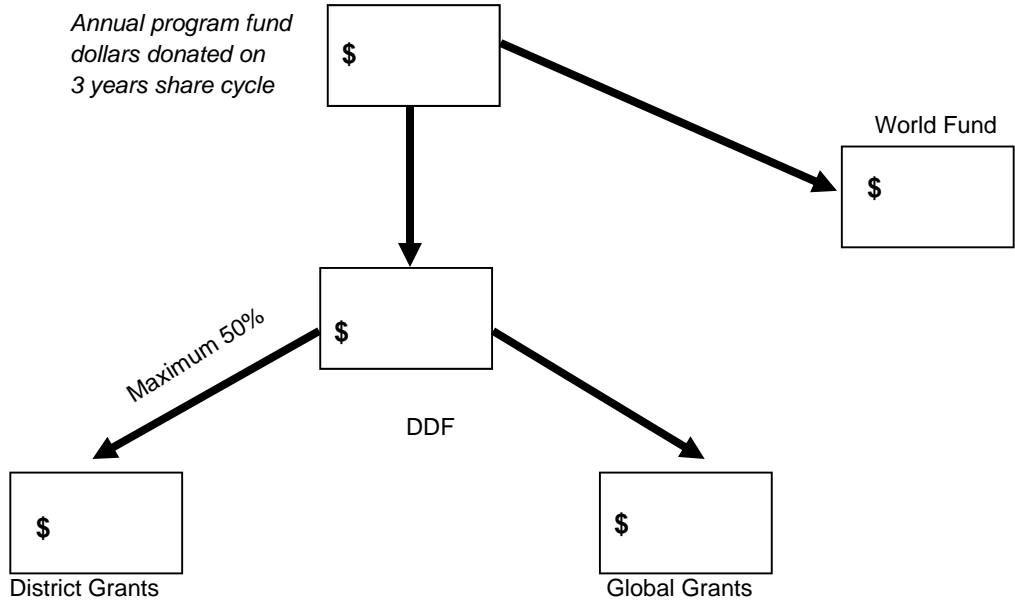 Annual program fund
dollars donated on
3 years share cycle
$
World Fund
$
$
Maximum 50%
DDF
$
$
District Grants
Global Grants